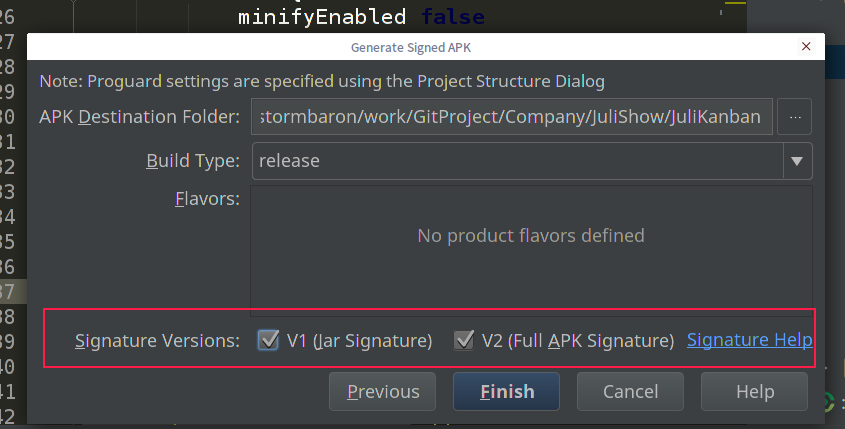 26
minifyEnabled false
27
Generate Signed APK
28
Note: Proguard settings are specified using the Project Structure Dialog
29
30
APK Destination Folder: stormbaron/work/GitProject/Company/JuliShow/JuliKanban ...
31
32
Build Type: release
33
Flavors:
34
No product flavors defined
35
36
37
38
Signature Versions: V1 (Jar Signature) V2 (Full APK Signature) Signature Help
39
40
Previous Finish Cancel Help
41
42